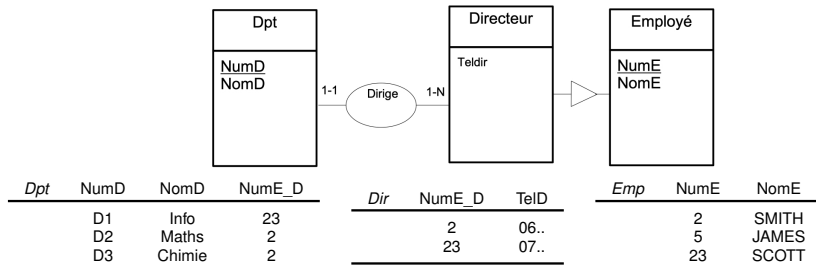 Dpt
NumD
NomD
1-1
Dirige
1-N
Directeur
Teldir
Employé
NumE
NomE
Dpt NumD NomD NumE_D
D1 Info 23
D2 Maths 2
D3 Chimie 2
Dir NumE_D TelD
2 06..
23 07..
Emp NumE NomE
2 SMITH
5 JAMES
23 SCOTT